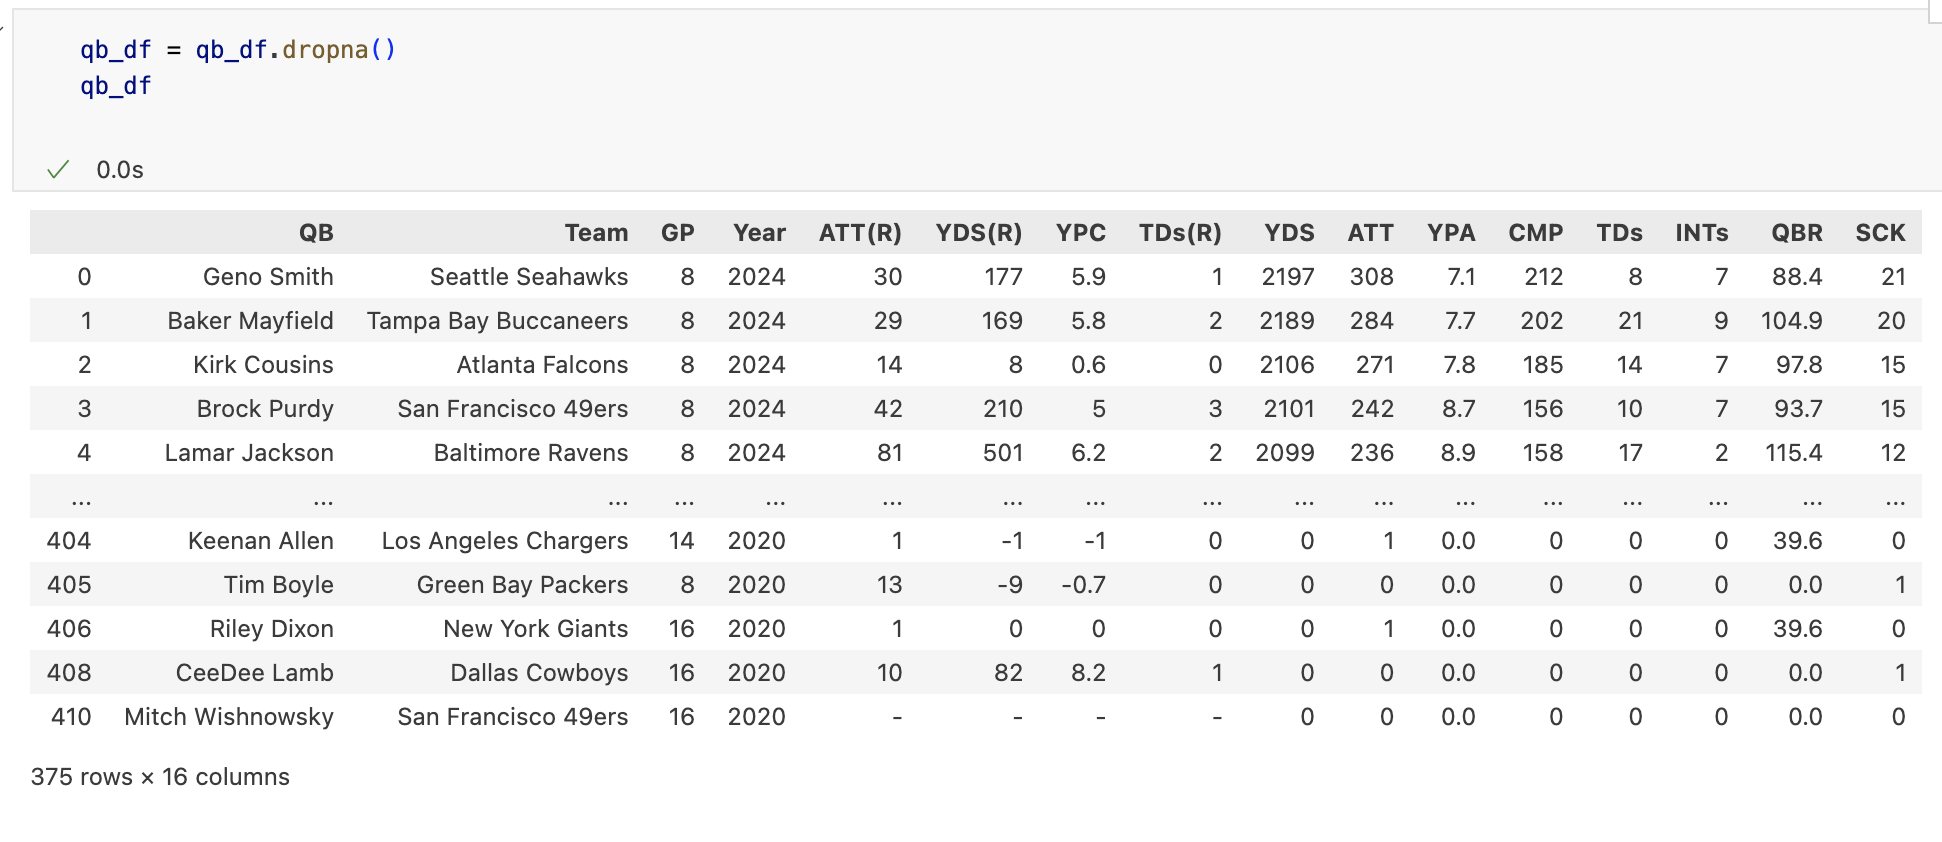 qb_df = qb_df.dropna()
qb_df
0.0s
QB Team GP Year ATT(R) YDS(R) YPC TDs(R) YDS ATT YPA CMP TDs INTs QBR SCK
0 Geno Smith Seattle Seahawks 8 2024 30 177 5.9 1 2197 308 7.1 212 8 7 88.4 21
1 Baker Mayfield Tampa Bay Buccaneers 8 2024 29 169 5.8 2 2189 284 7.7 202 21 9 104.9 20
2 Kirk Cousins Atlanta Falcons 8 2024 14 8 0.6 0 2106 271 7.8 185 14 7 97.8 15
3 Brock Purdy San Francisco 49ers 8 2024 42 210 5 3 2101 242 8.7 156 10 7 93.7 15
4 Lamar Jackson Baltimore Ravens 8 2024 81 501 6.2 2 2099 236 8.9 158 17 2 115.4 12
... ... ... ... ... ... ... ... ... ... ... ... ... ... ... ... ...
404 Keenan Allen Los Angeles Chargers 14 2020 1 -1 -1 0 0 1 0.0 0 0 0 39.6 0
405 Tim Boyle Green Bay Packers 8 2020 13 -9 -0.7 0 0 0 0.0 0 0 0 0.0 1
406 Riley Dixon New York Giants 16 2020 1 0 0 0 0 1 0.0 0 0 0 39.6 0
408 CeeDee Lamb Dallas Cowboys 16 2020 10 82 8.2 1 0 0 0.0 0 0 0 0.0 1
410 Mitch Wishnowsky San Francisco 49ers 16 2020 - - - - 0 0 0.0 0 0 0 0.0 0
375 rows × 16 columns